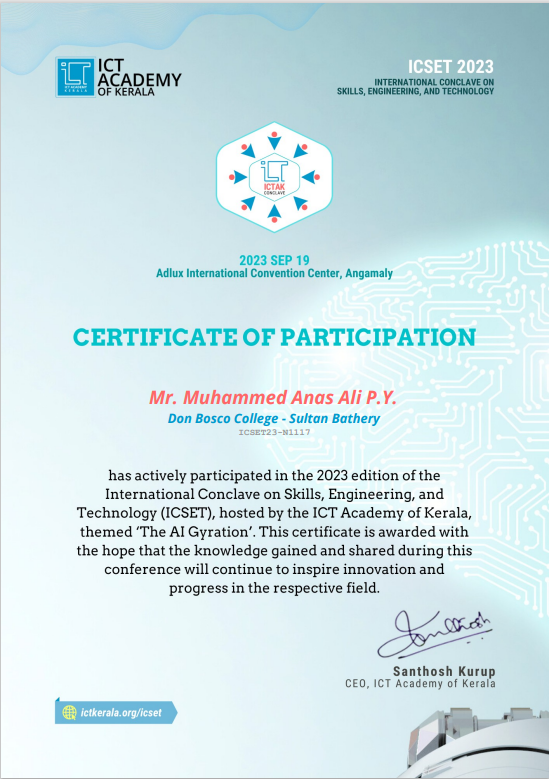 ICT
ACADEMY
OF KERALA
ICSET 2023
INTERNATIONAL CONCLAVE ON
SKILLS, ENGINEERING, AND TECHNOLOGY
ICTAK
CONCLAVE
2023 SEP 19
Adlux International Convention Center, Angamaly
CERTIFICATE OF PARTICIPATION
Mr. Muhammed Anas Ali P.Y.
Don Bosco College - Sultan Bathery
ICSET23-N1117
has actively participated in the 2023 edition of the
International Conclave on Skills, Engineering, and
Technology (ICSET), hosted by the ICT Academy of Kerala,
themed ‘The AI Gyration’. This certificate is awarded with
the hope that the knowledge gained and shared during this
conference will continue to inspire innovation and
progress in the respective field.
Santhosh
Santhosh Kurup
CEO, ICT Academy of Kerala
ictkerala.org/icset